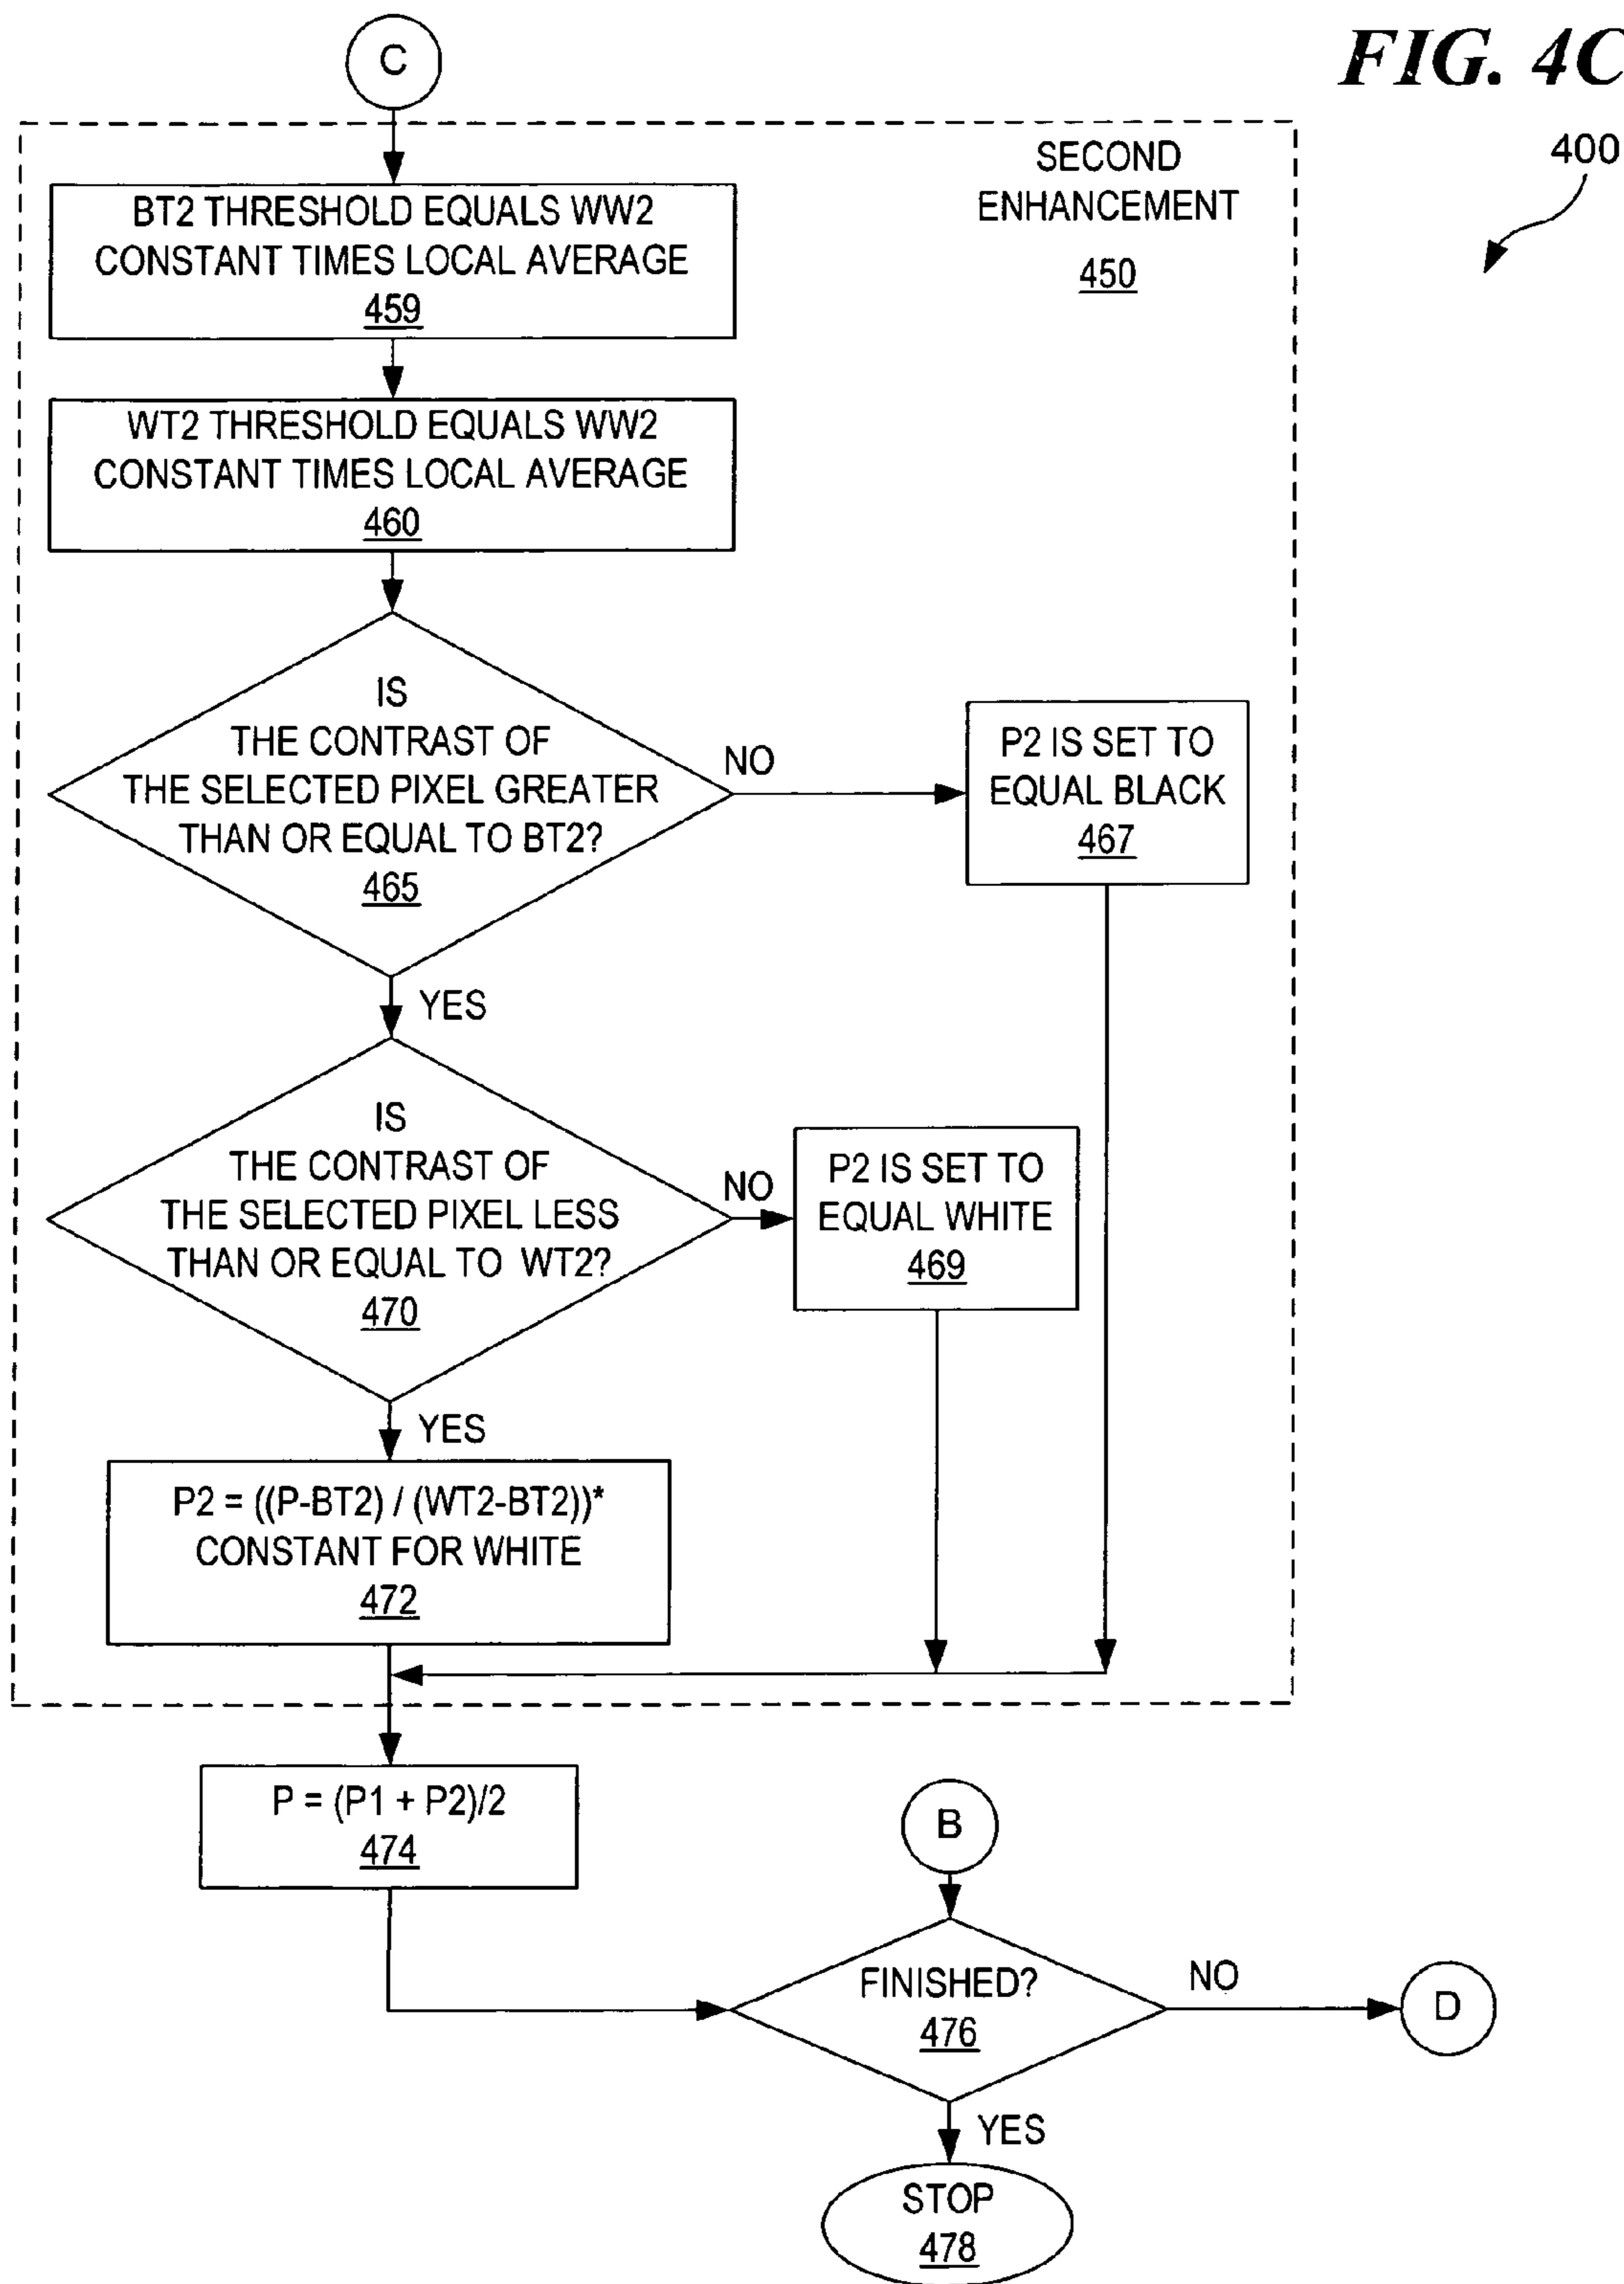 FIG. 4C
400
C
SECOND
ENHANCEMENT
450
BT2 THRESHOLD EQUALS WW2
CONSTANT TIMES LOCAL AVERAGE
459
WT2 THRESHOLD EQUALS WW2
CONSTANT TIMES LOCAL AVERAGE
460
IS
THE CONTRAST OF
THE SELECTED PIXEL GREATER
THAN OR EQUAL TO BT2?
465
NO
P2 IS SET TO
EQUAL BLACK
467
YES
IS
THE CONTRAST OF
THE SELECTED PIXEL LESS
THAN OR EQUAL TO WT2?
470
NO
P2 IS SET TO
EQUAL WHITE
469
YES
P2 = ((P-BT2) / (WT2-BT2))*
CONSTANT FOR WHITE
472
P = (P1 + P2)/2
474
B
FINISHED?
476
NO
D
YES
STOP
478